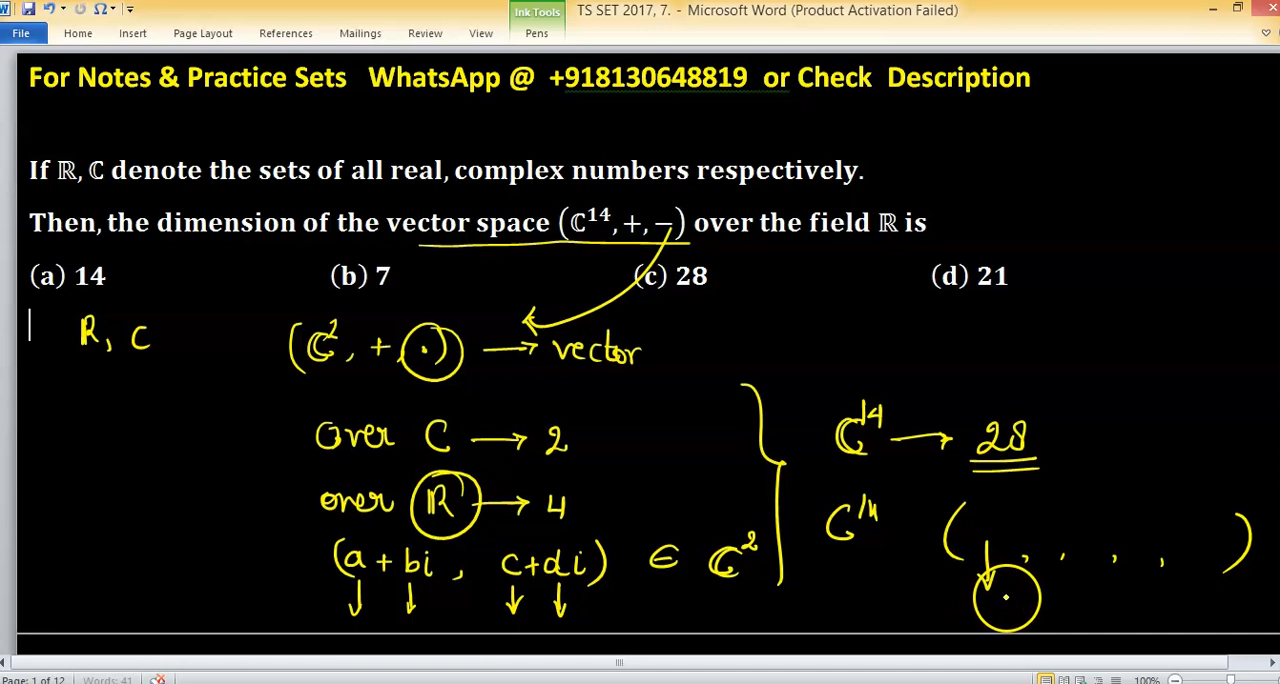 Ink Tools
TS SET 2017, 7. - Microsoft Word (Product Activation Failed)
File Home Insert Page Layout References Mailings Review View Pens
For Notes & Practice Sets WhatsApp @ +918130648819 or Check Description
If ℝ, ℂ denote the sets of all real, complex numbers respectively.
Then, the dimension of the vector space (ℂ¹⁴, +, −) over the field ℝ is
(a) 14 (b) 7 (c) 28 (d) 21
R, C (ℂ², +, ·) → vector
over C → 2
ℂ¹⁴ → 28
over ℝ → 4
ℂ¹⁴ ( , , , , )
(a + bi , c + di) ∈ ℂ²
Page: 1 of 12 Words: 41 100%